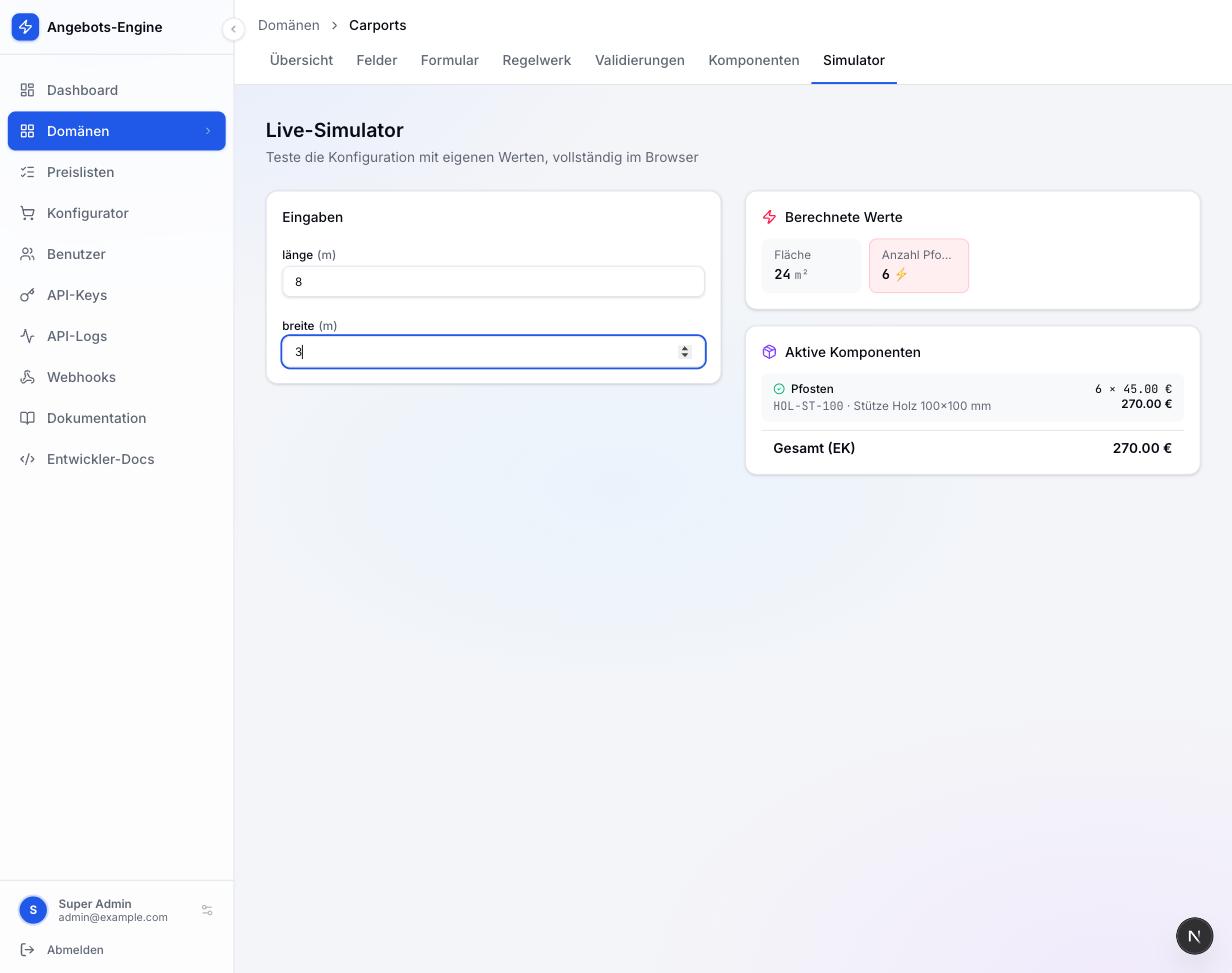 Angebots-Engine
Dashboard
Domänen
Preislisten
Konfigurator
Benutzer
API-Keys
API-Logs
Webhooks
Dokumentation
Entwickler-Docs
S
Super Admin
admin@example.com
Abmelden
Domänen > Carports
Übersicht Felder Formular Regelwerk Validierungen Komponenten Simulator
Live-Simulator
Teste die Konfiguration mit eigenen Werten, vollständig im Browser
Eingaben
länge (m)
8
breite (m)
3
Berechnete Werte
Fläche
24 m²
Anzahl Pfo...
6 ⚡
Aktive Komponenten
Pfosten 6 × 45.00 €
HOL-ST-100 · Stütze Holz 100×100 mm 270.00 €
Gesamt (EK) 270.00 €
N